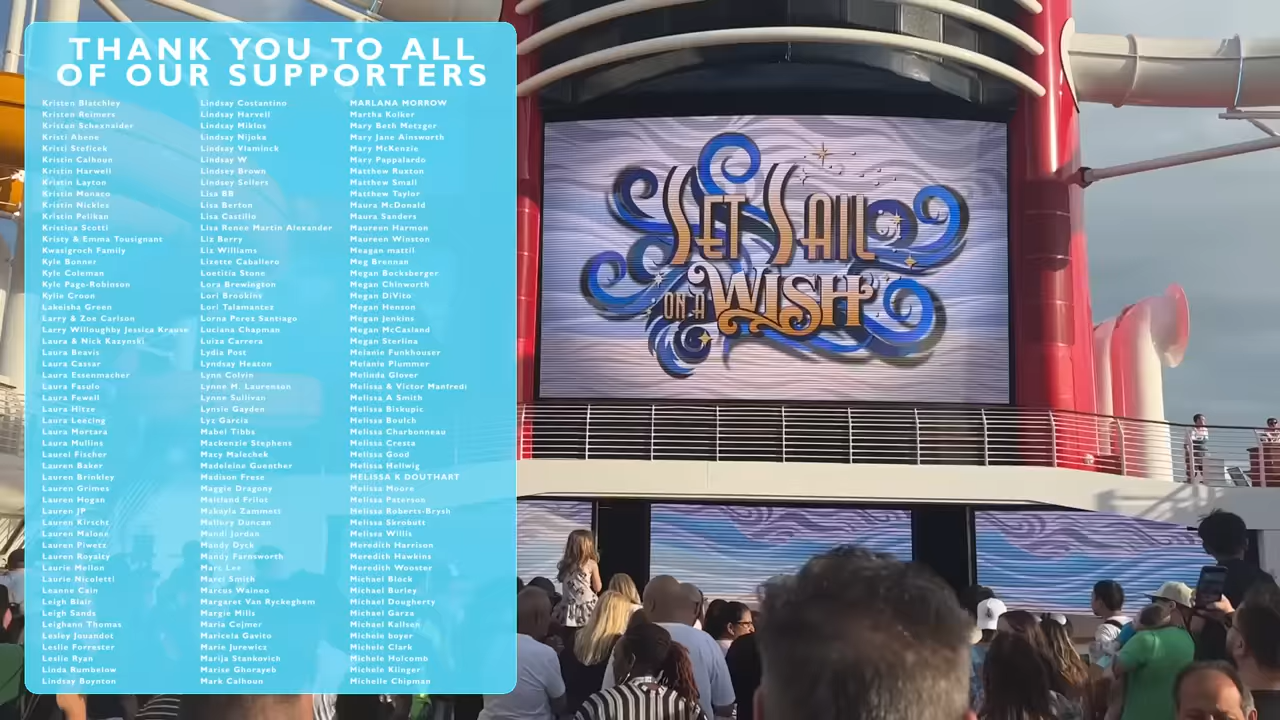 THANK YOU TO ALL
OF OUR SUPPORTERS
Kristen Blatchley
Kristen Reimers
Kristen Schexnaider
Kristi Abene
Kristi Steficek
Kristin Calhoun
Kristin Harwell
Kristin Layton
Kristin Monaco
Kristin Nickles
Kristin Pelikan
Kristina Scotti
Kristy & Emma Tousignant
Kwasigroch Family
Kyle Bonner
Kyle Coleman
Kyle Page-Robinson
Kylie Croon
Lakeisha Green
Larry & Zoe Carlson
Larry Willoughby Jessica Krause
Laura & Nick Kazynski
Laura Beavis
Laura Cassar
Laura Essenmacher
Laura Fasulo
Laura Fewell
Laura Hitze
Laura Leezing
Laura Mertara
Laura Mullins
Laurel Fischer
Lauren Baker
Lauren Brinkley
Lauren Grimes
Lauren Hogan
Lauren JP
Lauren Kirscht
Lauren Malone
Lauren Piwetz
Lauren Royalty
Laurie Mellon
Laurie Nicoletti
Leanne Cain
Leigh Blair
Leigh Sands
Leighann Thomas
Lesley Jouandot
Leslie Forrester
Leslie Ryan
Linda Rumbelow
Lindsay Boynton
Lindsay Costantino
Lindsay Harvell
Lindsay Miklus
Lindsay Nijoka
Lindsay Vlaminck
Lindsay W
Lindsey Brown
Lindsey Sellers
Lisa BB
Lisa Berton
Lisa Castillo
Lisa Renee Martin Alexander
Liz Berry
Liz Williams
Lizette Caballero
Loetitia Stone
Lora Brewington
Lori Brookins
Lori Talamantez
Lorna Perez Santiago
Luciana Chapman
Luiza Carrera
Lydia Post
Lyndsay Heaton
Lynn Colvin
Lynne M. Laurenson
Lynne Sullivan
Lynzie Gayden
Lyz Garcia
Mabel Tibbs
Mackenzie Stephens
Macy Malechek
Madeleine Guenther
Madison Frese
Maggie Dragony
Maitland Frilot
Makayla Zammett
Mallory Duncan
Mandi Jordan
Mandy Dyck
Mandy Farnsworth
Marc Lee
Marci Smith
Marcus Waineo
Margaret Van Ryckeghem
Margie Mills
Maria Cejmer
Maricela Gavito
Marie Jurewicz
Marija Stankovich
Marise Ghorayeb
Mark Calhoun
MARLANA MORROW
Martha Kolker
Mary Beth Metzger
Mary Jane Ainsworth
Mary McKenzie
Mary Pappalardo
Matthew Ruxton
Matthew Small
Matthew Taylor
Maura McDonald
Maura Sanders
Maureen Harmon
Maureen Winston
Meagan mattil
Meg Brennan
Megan Bocksberger
Megan Chinworth
Megan DiVito
Megan Henson
Megan Jenkins
Megan McCasland
Megan Sterlina
Melanie Funkhouser
Melanie Plummer
Melinda Glover
Melissa & Victor Manfredi
Melissa A Smith
Melissa Biskupic
Melissa Boulch
Melissa Charbonneau
Melissa Cresta
Melissa Good
Melissa Hellwig
MELISSA K DOUTHART
Melissa Moore
Melissa Paterson
Melissa Roberts-Brysh
Melissa Skrobutt
Melissa Willis
Meredith Harrison
Meredith Hawkins
Meredith Wooster
Michael Block
Michael Burley
Michael Dougherty
Michael Garza
Michael Kallsen
Michele boyer
Michele Clark
Michele Holcomb
Michele Klinger
Michelle Chipman
SET SAIL
ON A WISH